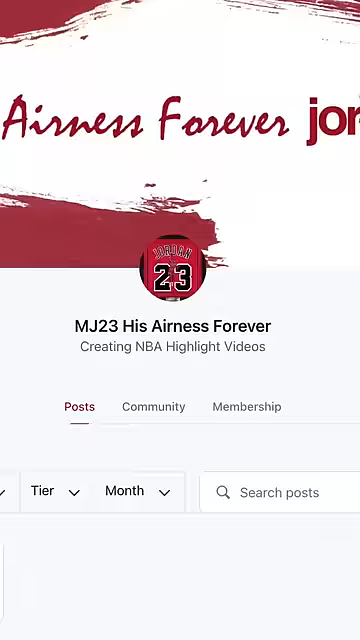 Airness Forever
JORDAN
23
MJ23 His Airness Forever
Creating NBA Highlight Videos
Posts Community Membership
Tier Month Search posts